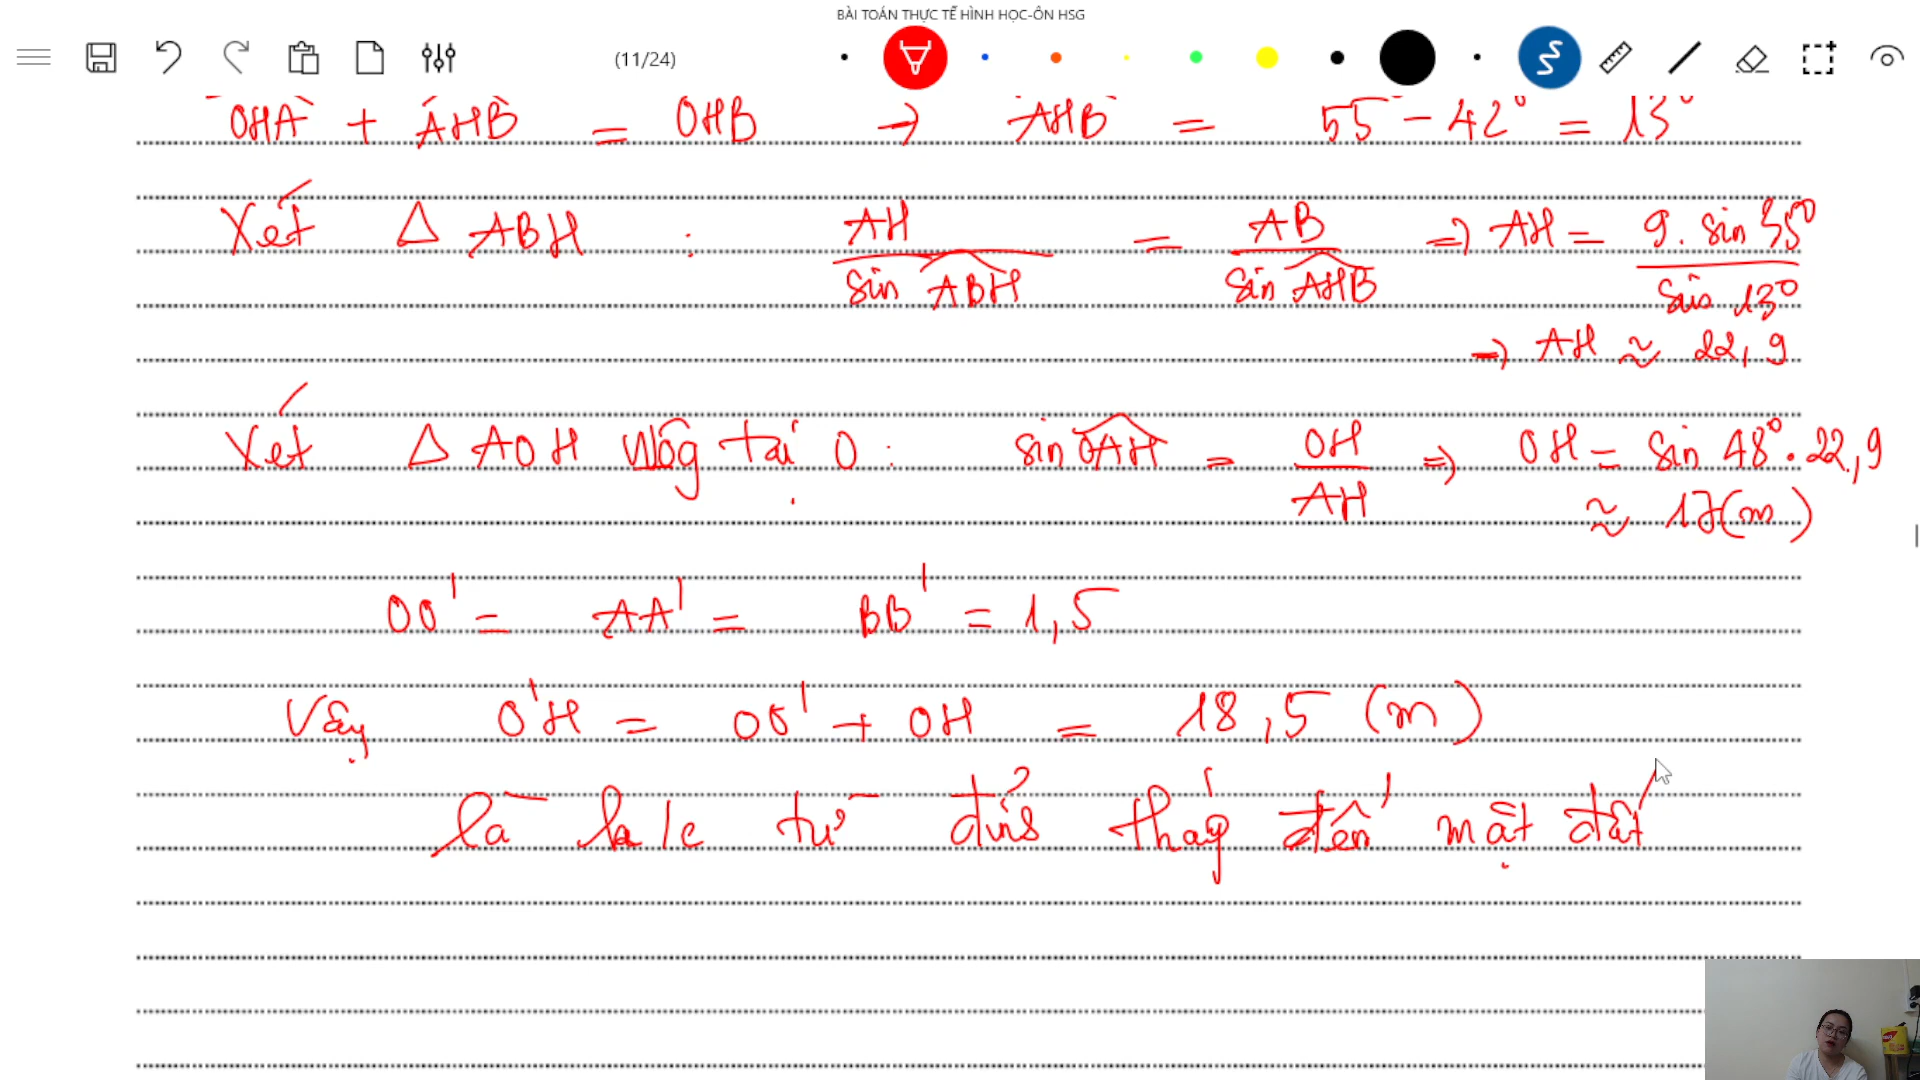 BÀI TOÁN THỰC TẾ HÌNH HỌC-ÔN HSG
(11/24)
OHA + AHB = OHB → AHB = 55° - 42° = 13°
Xét Δ ABH : AH / sin ABH = AB / sin AHB => AH = 9. sin 35° / sin 13°
→ AH ≈ 22,9
Xét Δ AOH vuông tại O : sin OAH = OH / AH => OH = sin 48° . 22,9
≈ 17(m)
OO' = AA' = BB' = 1,5
Vậy O'H = OO' + OH = 18,5 (m)
là k/c từ đỉnh tháp đến mặt đất